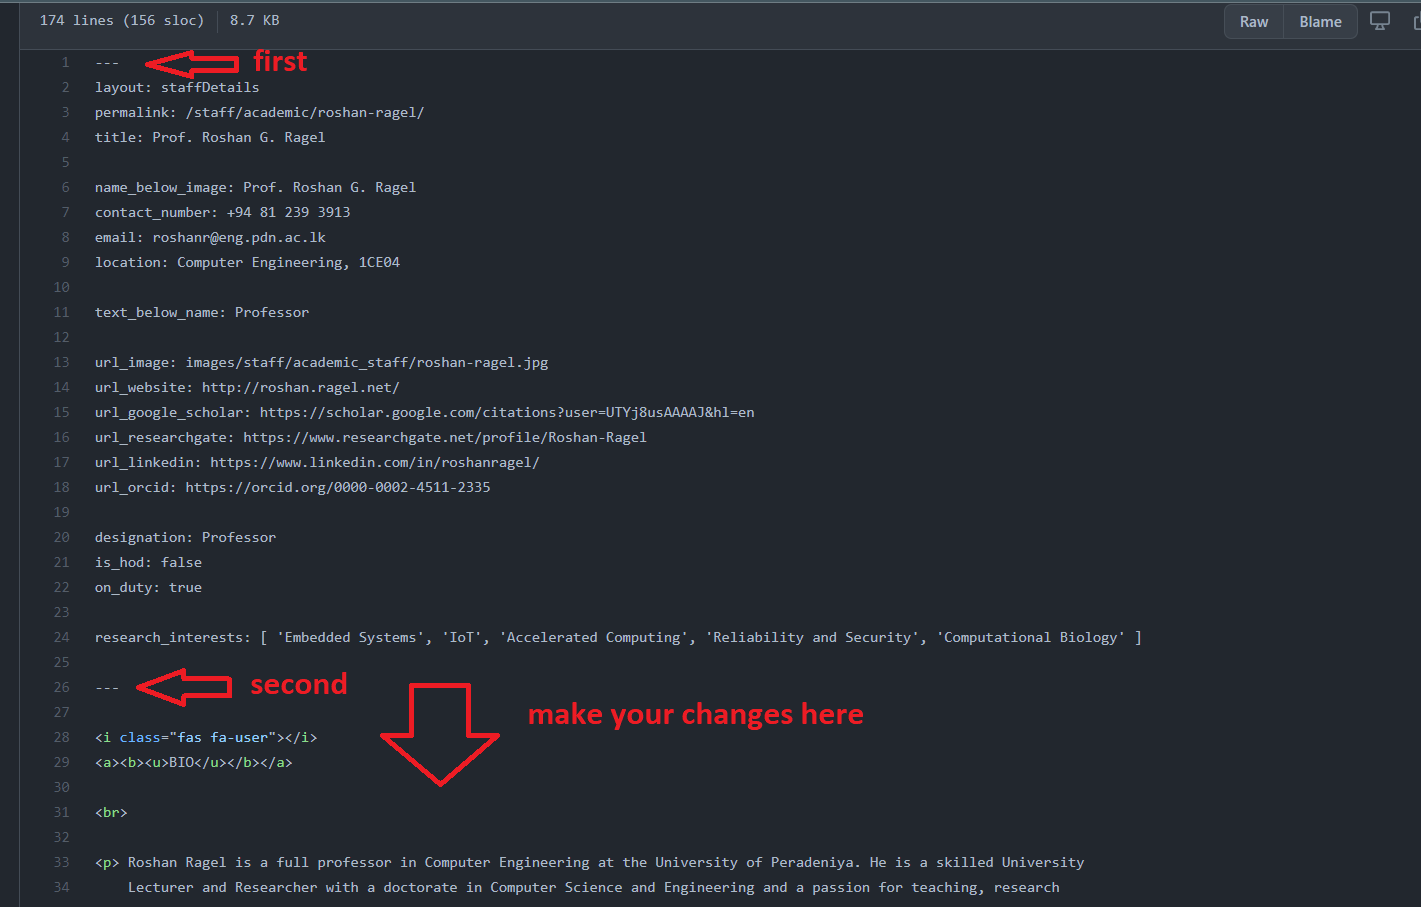 174 lines (156 sloc) 8.7 KB Raw Blame
1 --- first
2 layout: staffDetails
3 permalink: /staff/academic/roshan-ragel/
4 title: Prof. Roshan G. Ragel
5
6 name_below_image: Prof. Roshan G. Ragel
7 contact_number: +94 81 239 3913
8 email: roshanr@eng.pdn.ac.lk
9 location: Computer Engineering, 1CE04
10
11 text_below_name: Professor
12
13 url_image: images/staff/academic_staff/roshan-ragel.jpg
14 url_website: http://roshan.ragel.net/
15 url_google_scholar: https://scholar.google.com/citations?user=UTYj8usAAAAJ&hl=en
16 url_researchgate: https://www.researchgate.net/profile/Roshan-Ragel
17 url_linkedin: https://www.linkedin.com/in/roshanragel/
18 url_orcid: https://orcid.org/0000-0002-4511-2335
19
20 designation: Professor
21 is_hod: false
22 on_duty: true
23
24 research_interests: [ 'Embedded Systems', 'IoT', 'Accelerated Computing', 'Reliability and Security', 'Computational Biology' ]
25
26 --- second
make your changes here
27
28 <i class="fas fa-user"></i>
29 <a><b><u>BIO</u></b></a>
30
31 <br>
32
33 <p> Roshan Ragel is a full professor in Computer Engineering at the University of Peradeniya. He is a skilled University
34 Lecturer and Researcher with a doctorate in Computer Science and Engineering and a passion for teaching, research